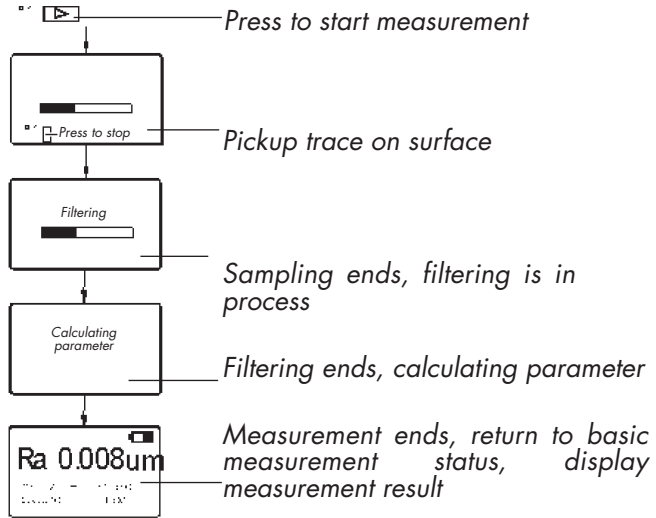 Press to start measurement
Press to stop
Pickup trace on surface
Filtering
Sampling ends, filtering is in
process
Calculating
parameter
Filtering ends, calculating parameter
Ra 0.008um
Measurement ends, return to basic
measurement status, display
measurement result